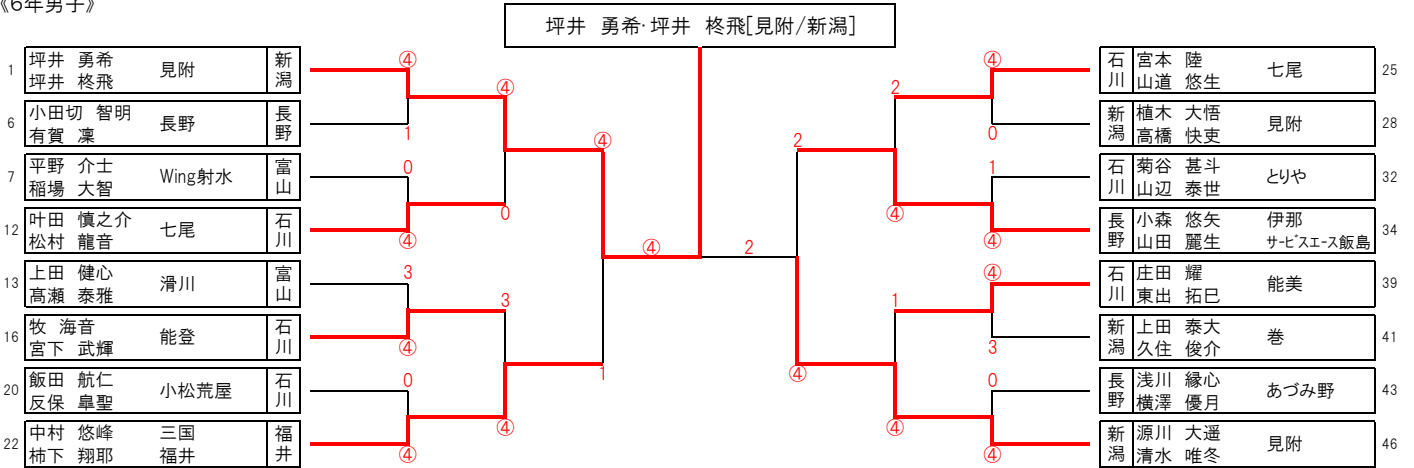 《6年男子》
坪井 勇希・坪井 柊飛[見附/新潟]
1 坪井 勇希 坪井 柊飛 見附 新潟
6 小田切 智明 有賀 凜 長野 長野
7 平野 介士 稲場 大智 Wing射水 富山
12 叶田 慎之介 松村 龍音 七尾 石川
13 上田 健心 髙瀬 泰雅 滑川 富山
16 牧 海音 宮下 武輝 能登 石川
20 飯田 航仁 反保 皐聖 小松荒屋 石川
22 中村 悠峰 柿下 翔耶 三国 福井 福井
④ 1 0 ④ 3 ④ 0 ④
④ 0 3 ④
④ 1
④ 2
2 ④
2 ④ 1 ④
④ 0 1 ④ ④ 3 0 ④
石川 宮本 陸 山道 悠生 七尾 25
新潟 植木 大悟 高橋 快吏 見附 28
石川 菊谷 甚斗 山辺 泰世 とりや 32
長野 小森 悠矢 山田 麗生 伊那 サービスエース飯島 34
石川 庄田 耀 東出 拓巳 能美 39
新潟 上田 泰大 久住 俊介 巻 41
長野 浅川 縁心 横澤 優月 あづみ野 43
新潟 源川 大遥 清水 唯冬 見附 46